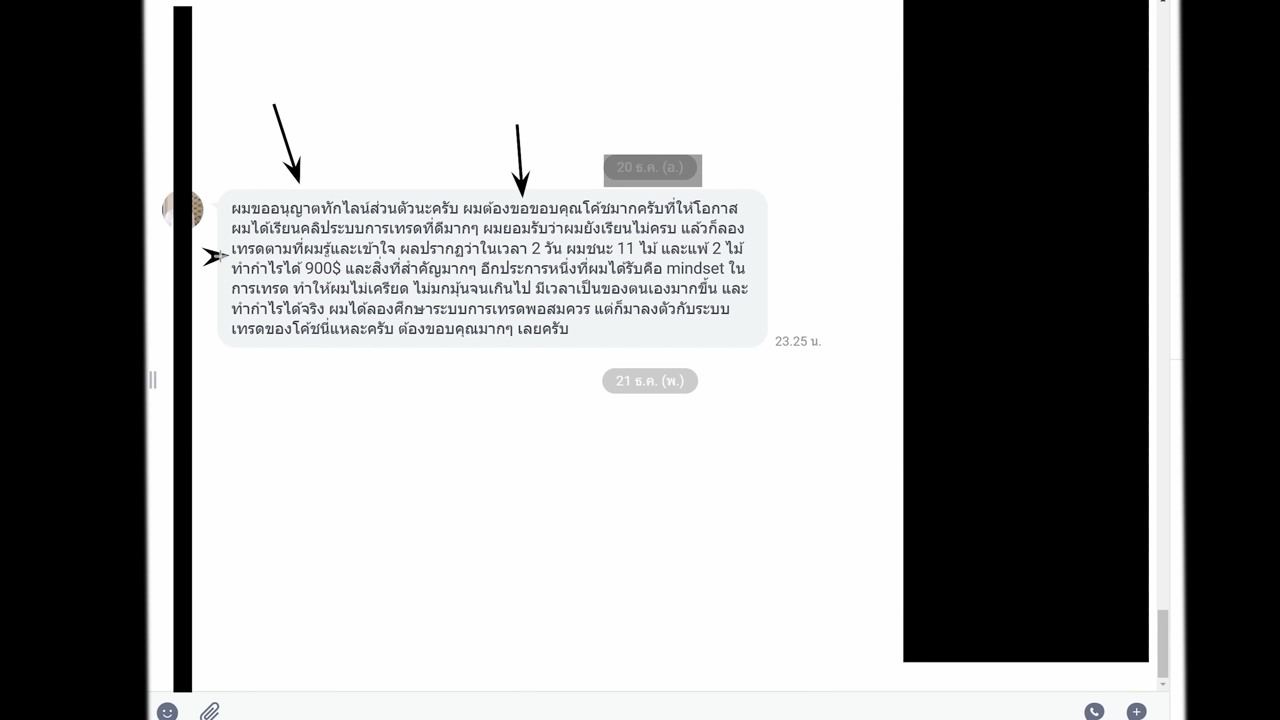 20 ธ.ค. (อ.)
ผมขออนุญาตทักไลน์ส่วนตัวนะครับ ผมต้องขอขอบคุณโค้ชมากครับที่ให้โอกาส
ผมได้เรียนคลิประบบการเทรดที่ดีมากๆ ผมยอมรับว่าผมยังเรียนไม่ครบ แล้วก็ลอง
เทรดตามที่ผมรู้และเข้าใจ ผลปรากฏว่าในเวลา 2 วัน ผมชนะ 11 ไม้ และแพ้ 2 ไม้
ทำกำไรได้ 900$ และสิ่งที่สำคัญมากๆ อีกประการหนึ่งที่ผมได้รับคือ mindset ใน
การเทรด ทำให้ผมไม่เครียด ไม่มกมุ้นจนเกินไป มีเวลาเป็นของตนเองมากขึ้น และ
ทำกำไรได้จริง ผมได้ลองศึกษาระบบการเทรดพอสมควร แต่ก็มาลงตัวกับระบบ
เทรดของโค้ชนี่แหละครับ ต้องขอบคุณมากๆ เลยครับ
23.25 น.
21 ธ.ค. (พ.)